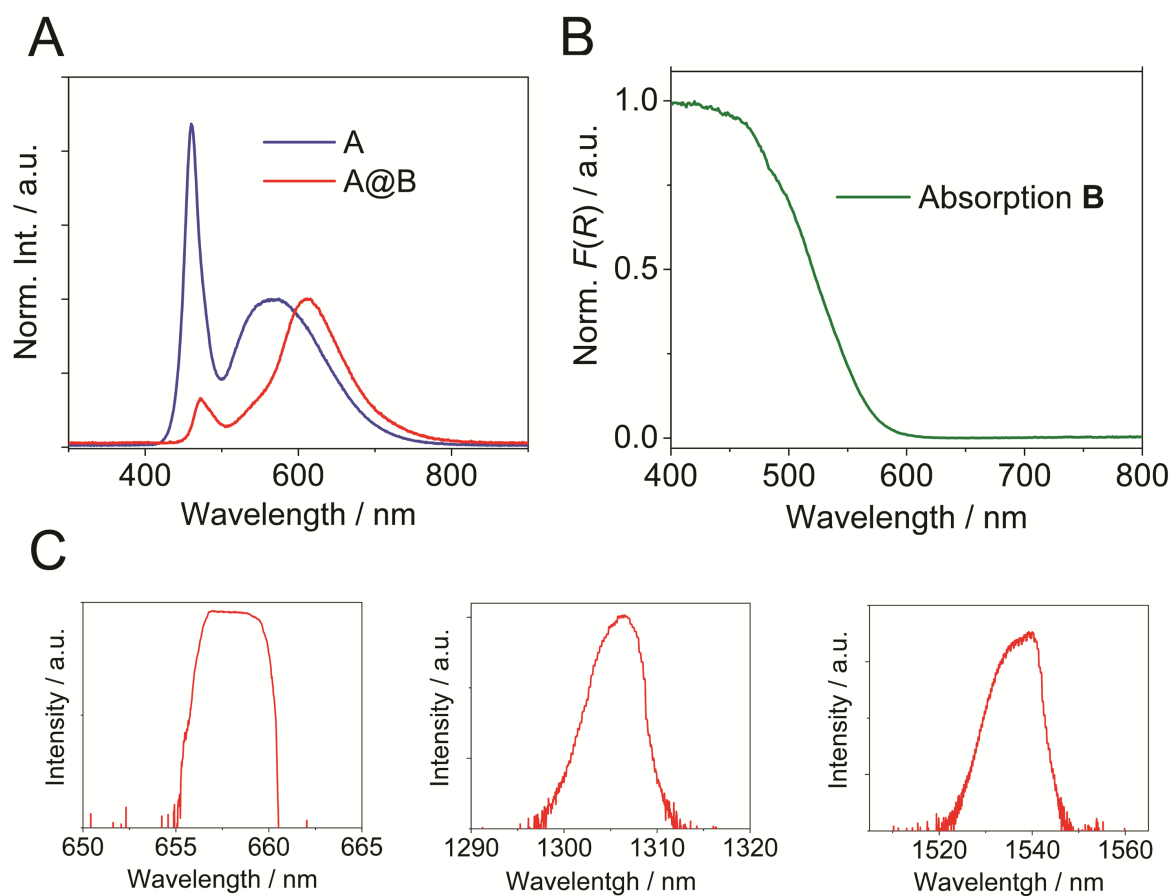 A
B
Norm. Int. / a.u.
A
A@B
400
600
800
Wavelength / nm
Norm. F(R) / a.u.
1.0
0.5
0.0
Absorption B
400
500
600
700
800
Wavelength / nm
C
Intensity / a.u.
650
655
660
665
Wavelength / nm
Intensity / a.u.
1290
1300
1310
1320
Wavelentgh / nm
Intensity / a.u.
1520
1540
1560
Wavelentgh / nm